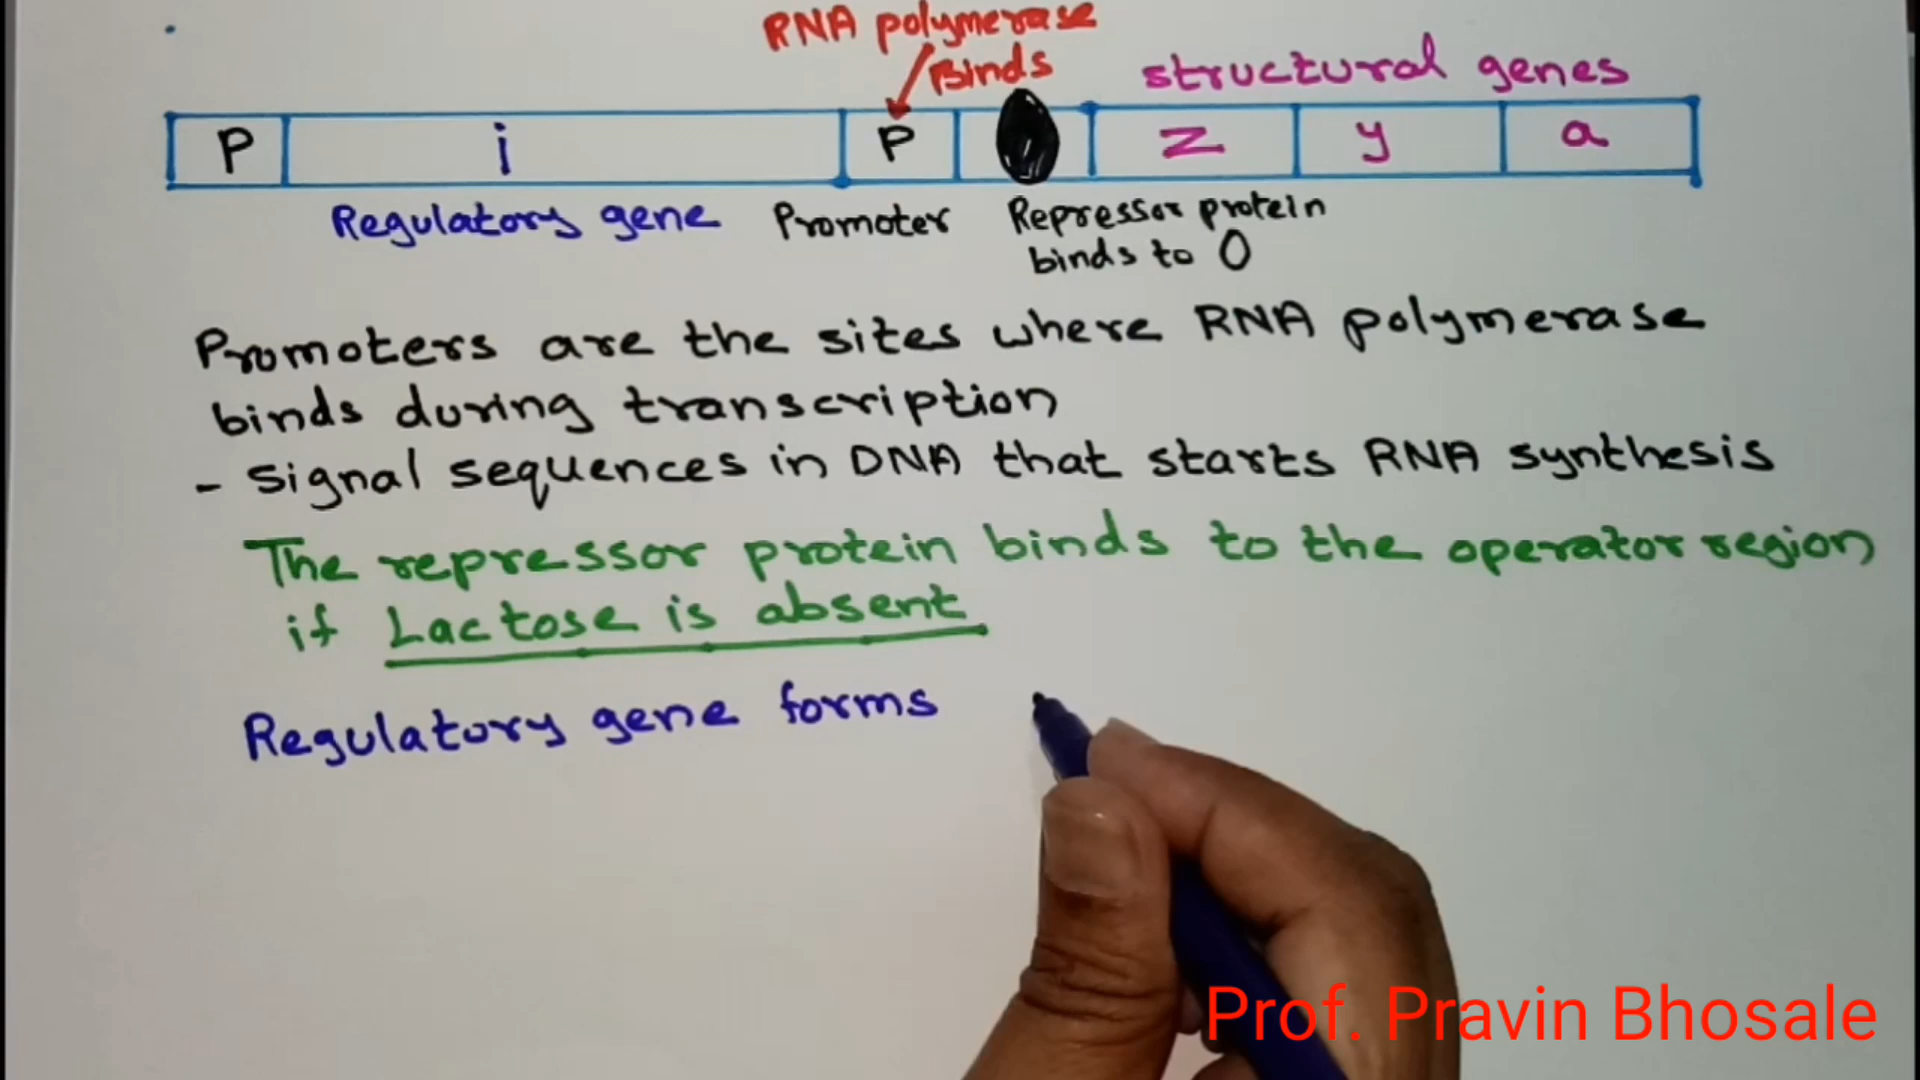 RNA polymerase
Binds
structural genes
P i P z y a
Regulatory gene Promoter Repressor protein
binds to O
Promoters are the sites where RNA polymerase
binds during transcription
- Signal sequences in DNA that starts RNA synthesis
The repressor protein binds to the operator region
if Lactose is absent
Regulatory gene forms
Prof. Pravin Bhosale